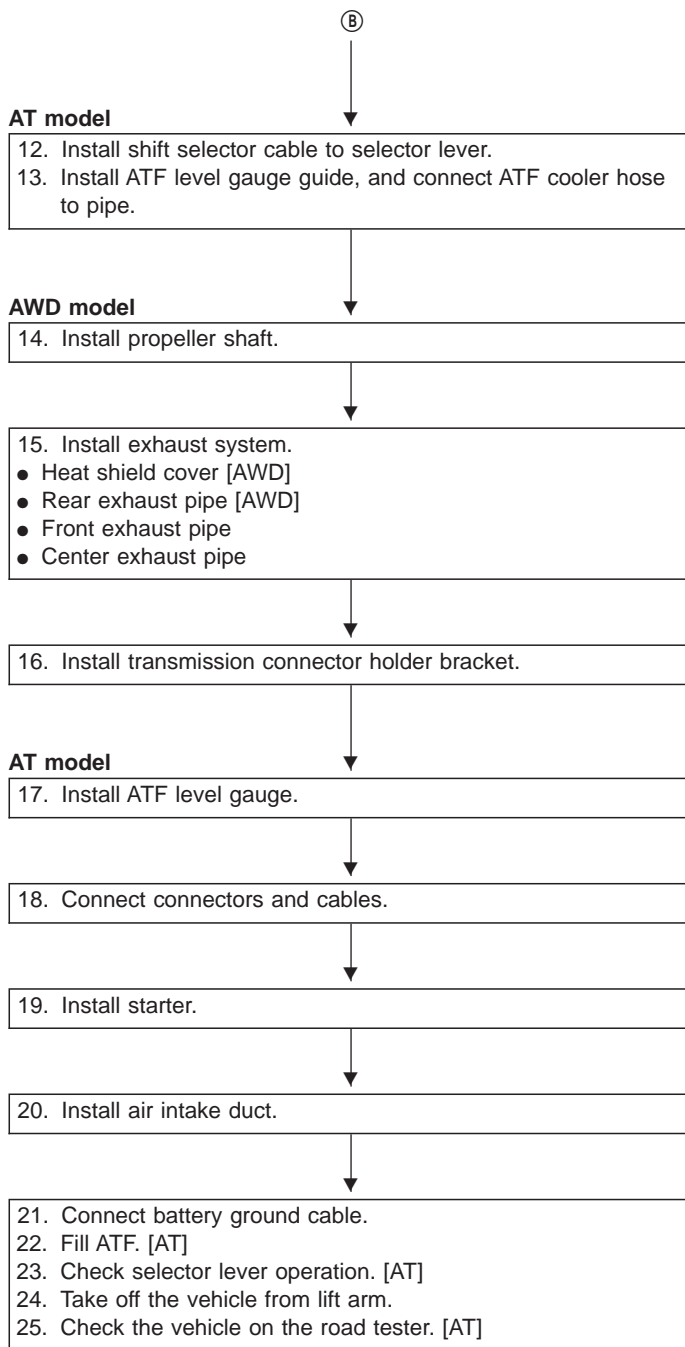 Ⓑ
AT model
12. Install shift selector cable to selector lever.
13. Install ATF level gauge guide, and connect ATF cooler hose
to pipe.
AWD model
14. Install propeller shaft.
15. Install exhaust system.
● Heat shield cover [AWD]
● Rear exhaust pipe [AWD]
● Front exhaust pipe
● Center exhaust pipe
16. Install transmission connector holder bracket.
AT model
17. Install ATF level gauge.
18. Connect connectors and cables.
19. Install starter.
20. Install air intake duct.
21. Connect battery ground cable.
22. Fill ATF. [AT]
23. Check selector lever operation. [AT]
24. Take off the vehicle from lift arm.
25. Check the vehicle on the road tester. [AT]